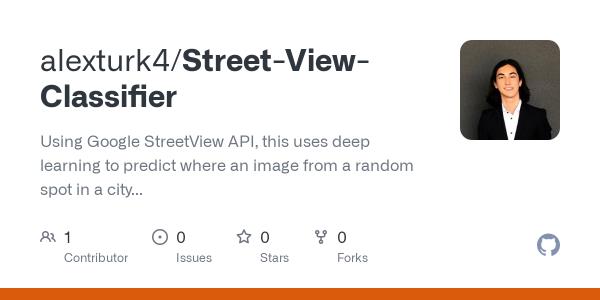 alexturk4/Street-View-
Classifier
Using Google StreetView API, this uses deep
learning to predict where an image from a random
spot in a city...
1
Contributor
0
Issues
0
Stars
0
Forks